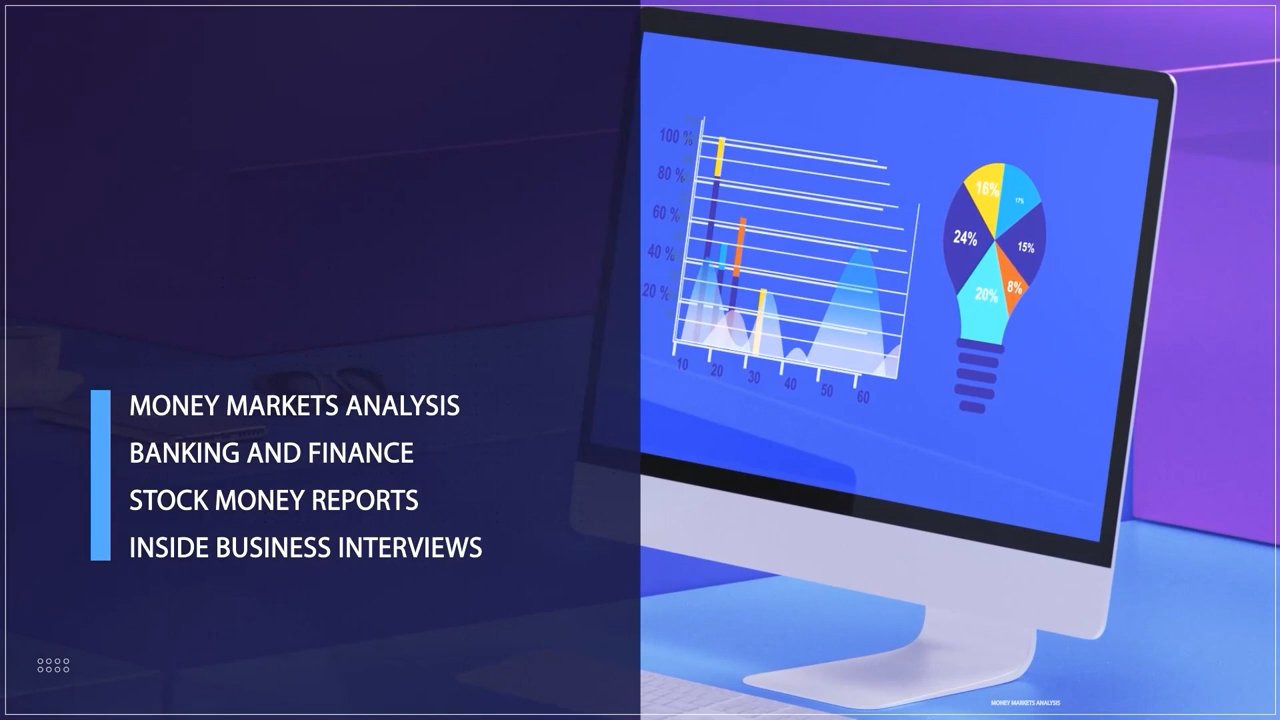 MONEY MARKETS ANALYSIS
BANKING AND FINANCE
STOCK MONEY REPORTS
INSIDE BUSINESS INTERVIEWS
100 %
80 %
60 %
40 %
20 %
10 20 30 40 50 60
16%
17%
24%
15%
20%
8%
MONEY MARKETS ANALYSIS